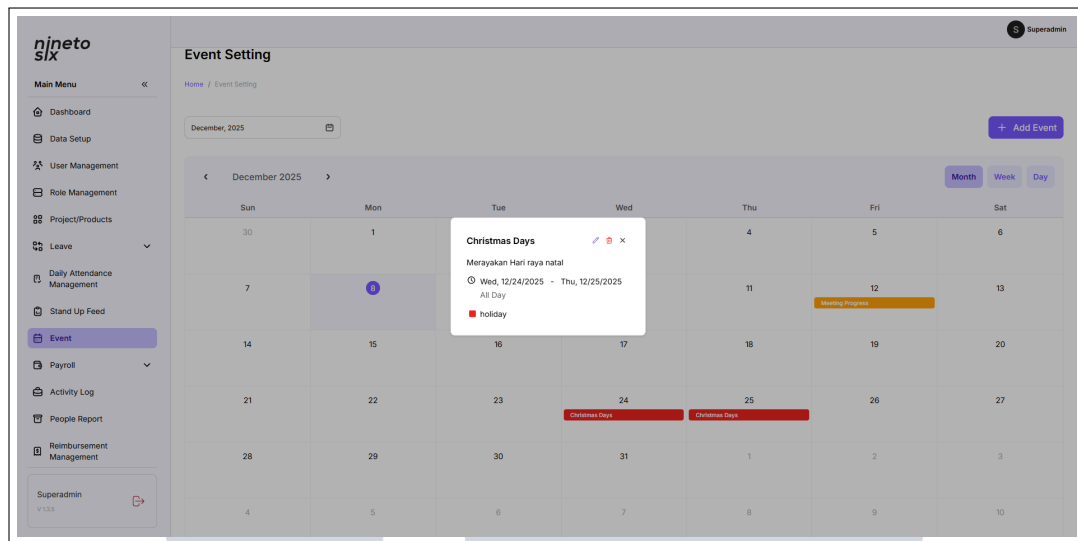 nineto
six
S Superadmin
Event Setting
Main Menu «
Home / Event Setting
Dashboard
Data Setup
User Management
Role Management
Project/Products
Leave
Daily Attendance
Management
Stand Up Feed
Event
Payroll
Activity Log
People Report
Reimbursement
Management
Superadmin
V 1.3.6
December, 2025
+ Add Event
‹ December 2025 ›
Month Week Day
Sun Mon Tue Wed Thu Fri Sat
30 1 4 5 6
Christmas Days ×
Merayakan Hari raya natal
Wed, 12/24/2025 - Thu, 12/25/2025
All Day
holiday
7 8 11 12 13
Meeting Progress
14 15 16 17 18 19 20
21 22 23 24 25 26 27
Christmas Days Christmas Days
28 29 30 31 1 2 3
4 5 6 7 8 9 10